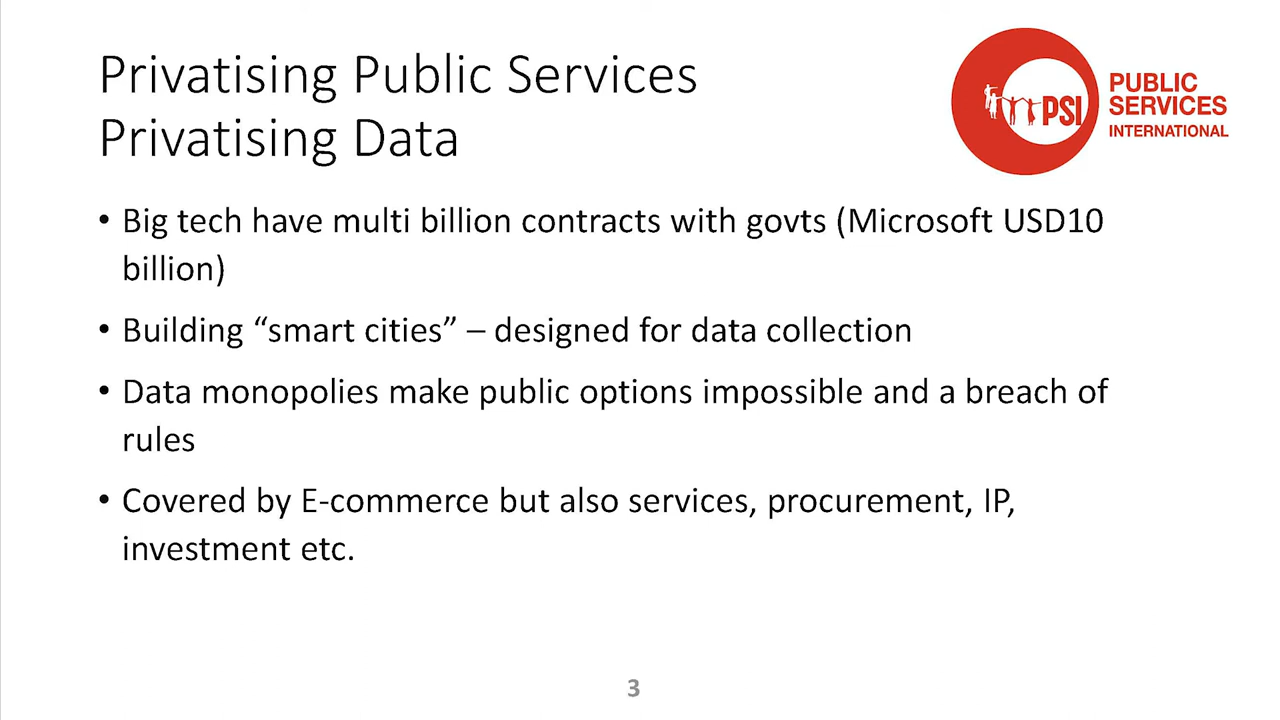 Privatising Public Services
Privatising Data
PSI
PUBLIC
SERVICES
INTERNATIONAL
• Big tech have multi billion contracts with govts (Microsoft USD10
billion)
• Building “smart cities” – designed for data collection
• Data monopolies make public options impossible and a breach of
rules
• Covered by E-commerce but also services, procurement, IP,
investment etc.
3